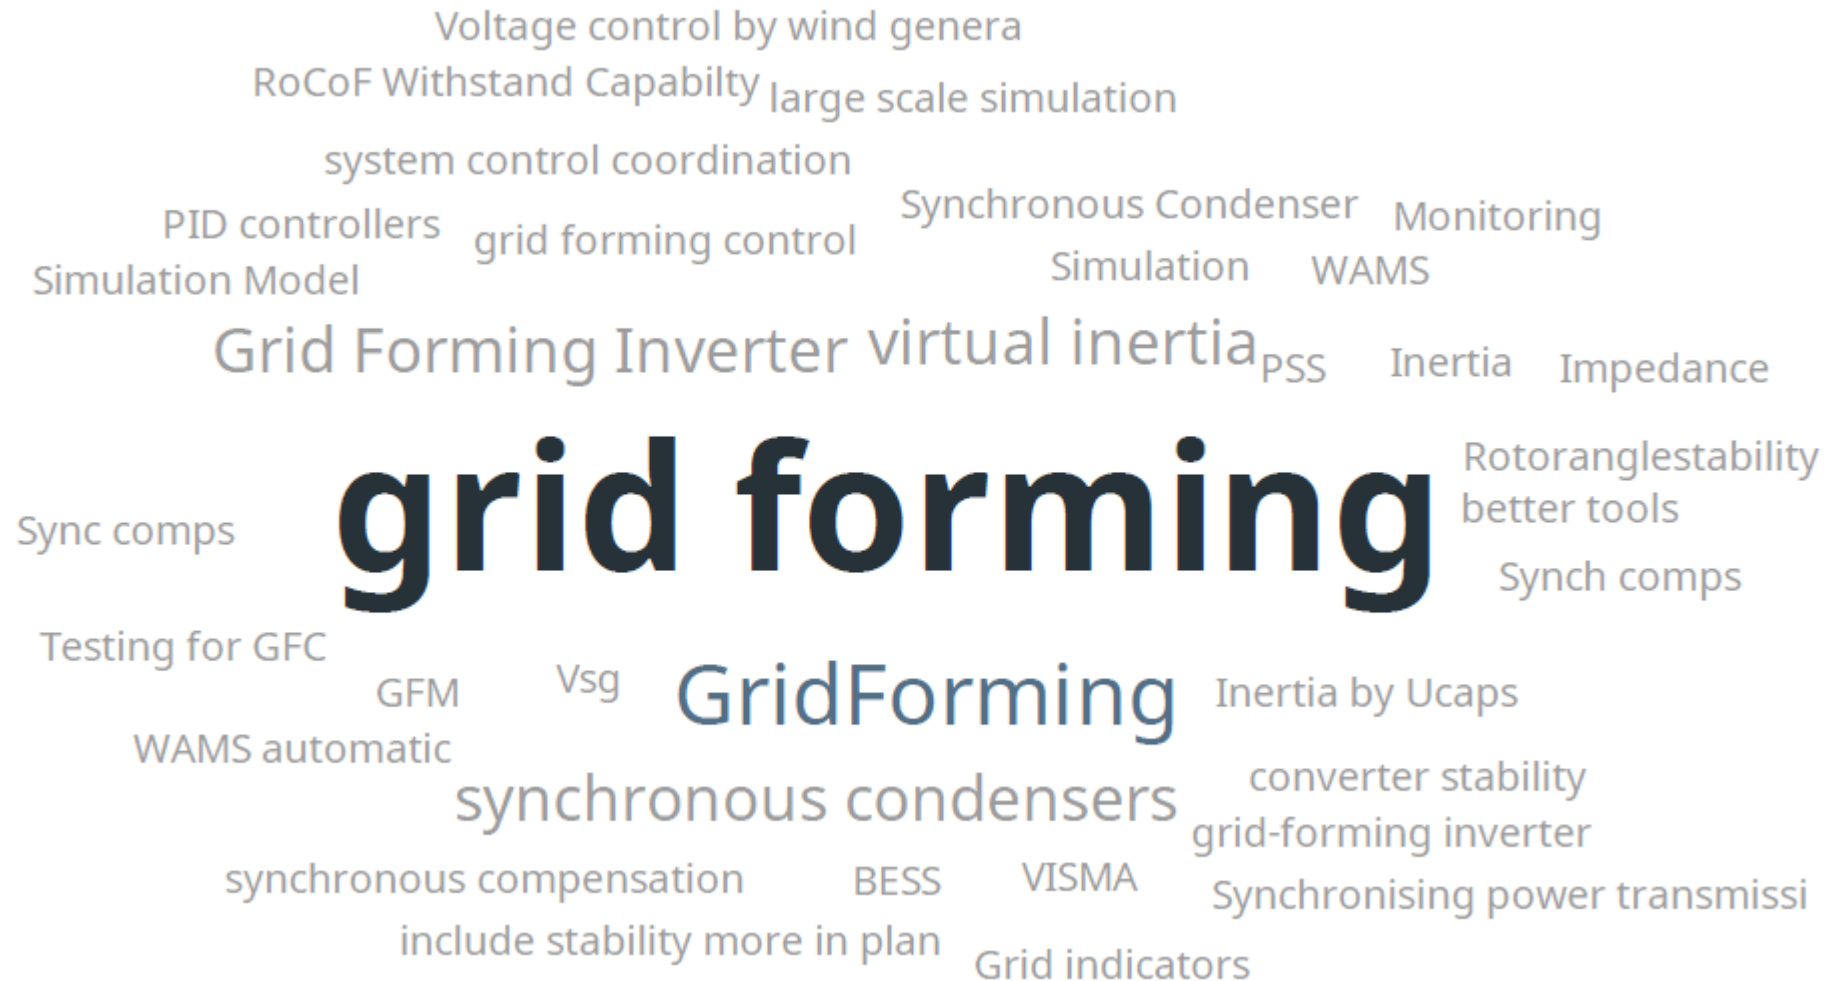 Voltage control by wind genera
RoCoF Withstand Capabilty
large scale simulation
system control coordination
Synchronous Condenser
Monitoring
PID controllers
grid forming control
Simulation
WAMS
Simulation Model
Grid Forming Inverter
virtual inertia
PSS
Inertia
Impedance
grid forming
Rotoranglestability
better tools
Sync comps
Synch comps
Testing for GFC
GFM
Vsg
GridForming
Inertia by Ucaps
WAMS automatic
synchronous condensers
converter stability
grid-forming inverter
synchronous compensation
BESS
VISMA
Synchronising power transmissi
include stability more in plan
Grid indicators